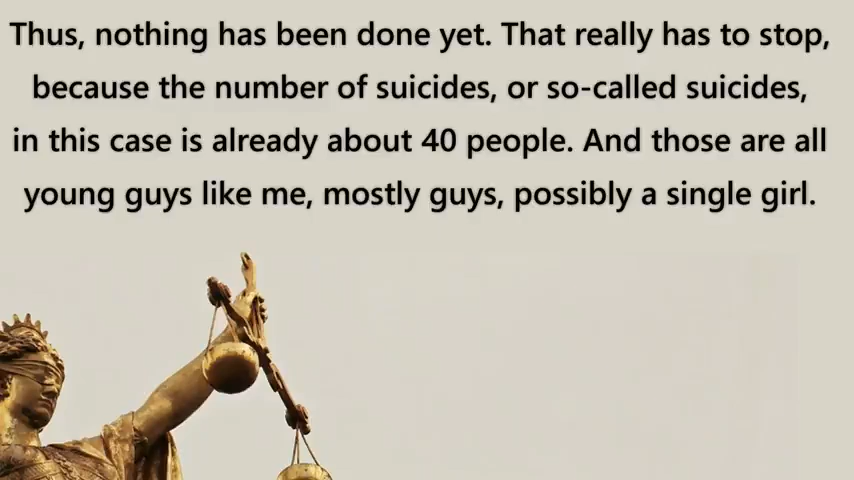 Thus, nothing has been done yet. That really has to stop,
because the number of suicides, or so-called suicides,
in this case is already about 40 people. And those are all
young guys like me, mostly guys, possibly a single girl.